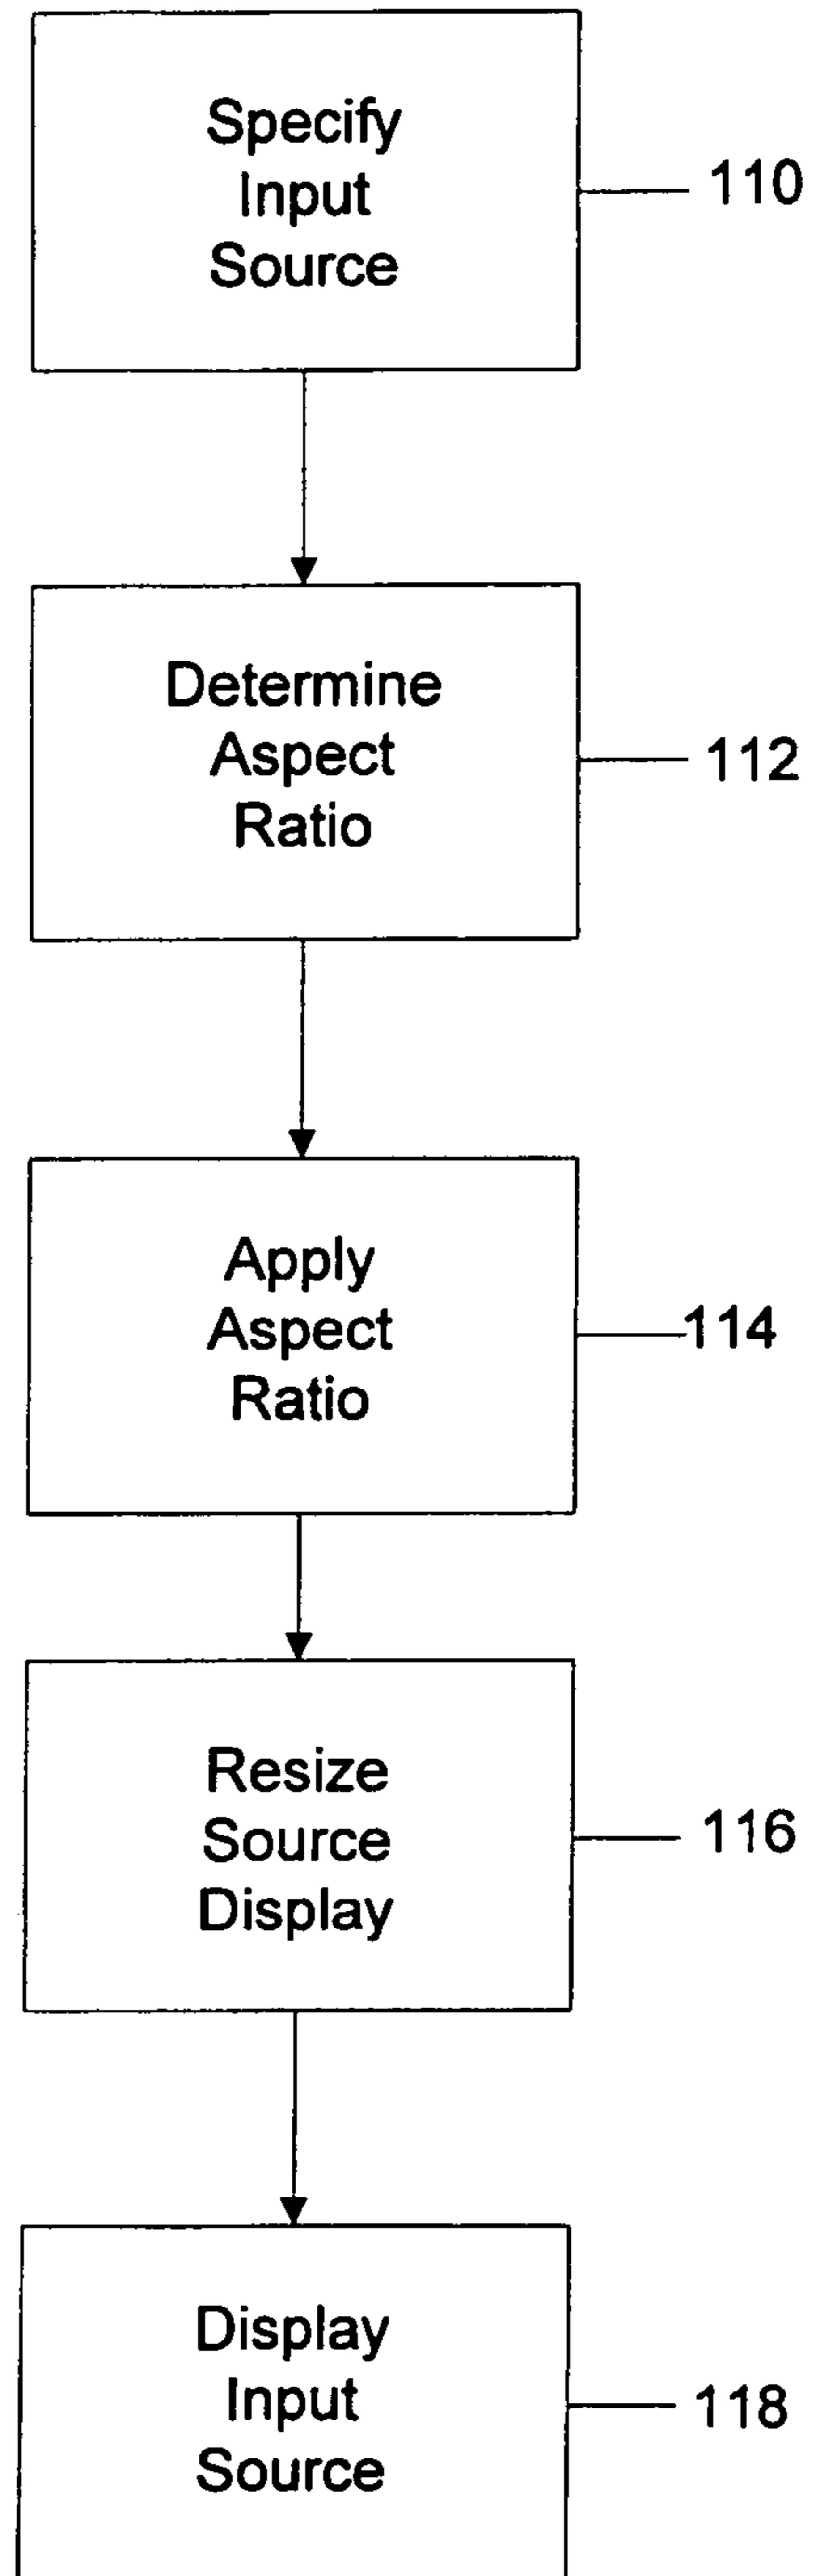 Specify
Input
Source
110
Determine
Aspect
Ratio
112
Apply
Aspect
Ratio
114
Resize
Source
Display
116
Display
Input
Source
118